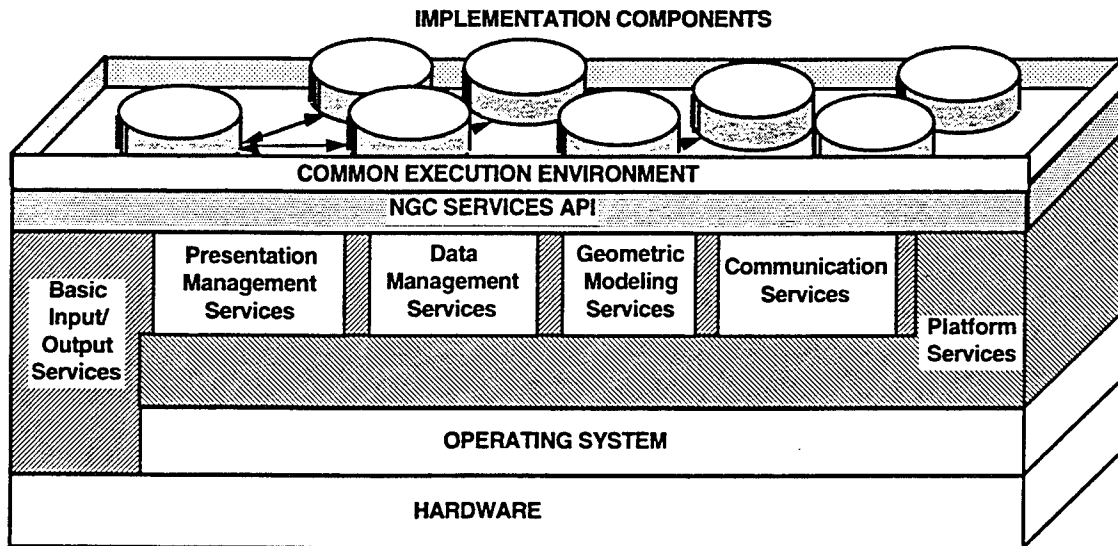 IMPLEMENTATION COMPONENTS
COMMON EXECUTION ENVIRONMENT
NGC SERVICES API
Basic
Input/
Output
Services
Presentation
Management
Services
Data
Management
Services
Geometric
Modeling
Services
Communication
Services
Platform
Services
OPERATING SYSTEM
HARDWARE